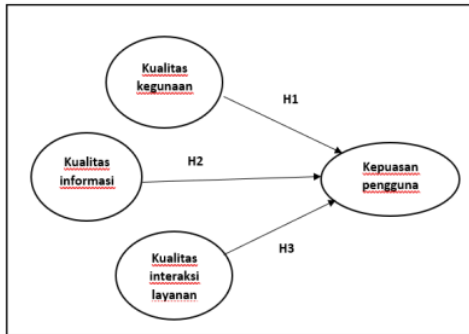 Kualitas
kegunaan
H1
Kualitas
informasi
H2
Kepuasan
pengguna
Kualitas
interaksi
layanan
H3